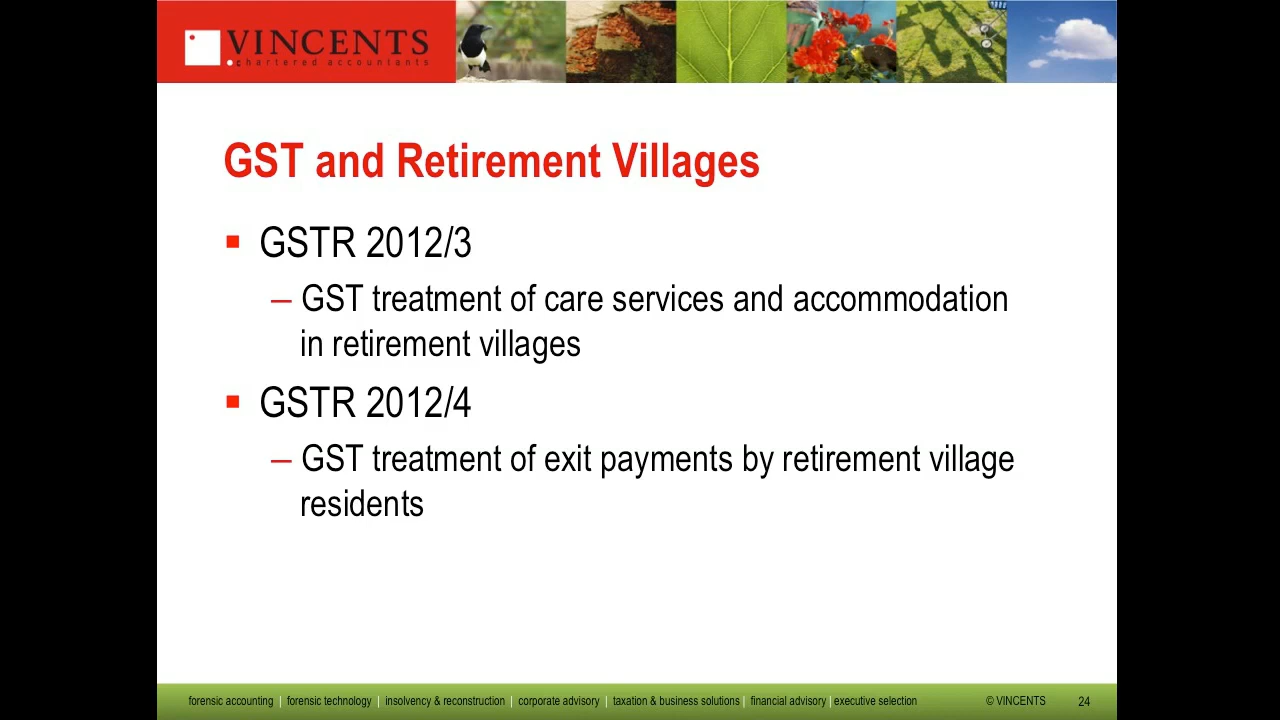 VINCENTS
chartered accountants
GST and Retirement Villages
▪ GSTR 2012/3
– GST treatment of care services and accommodation
in retirement villages
▪ GSTR 2012/4
– GST treatment of exit payments by retirement village
residents
forensic accounting | forensic technology | insolvency & reconstruction | corporate advisory | taxation & business solutions | financial advisory | executive selection © VINCENTS 24